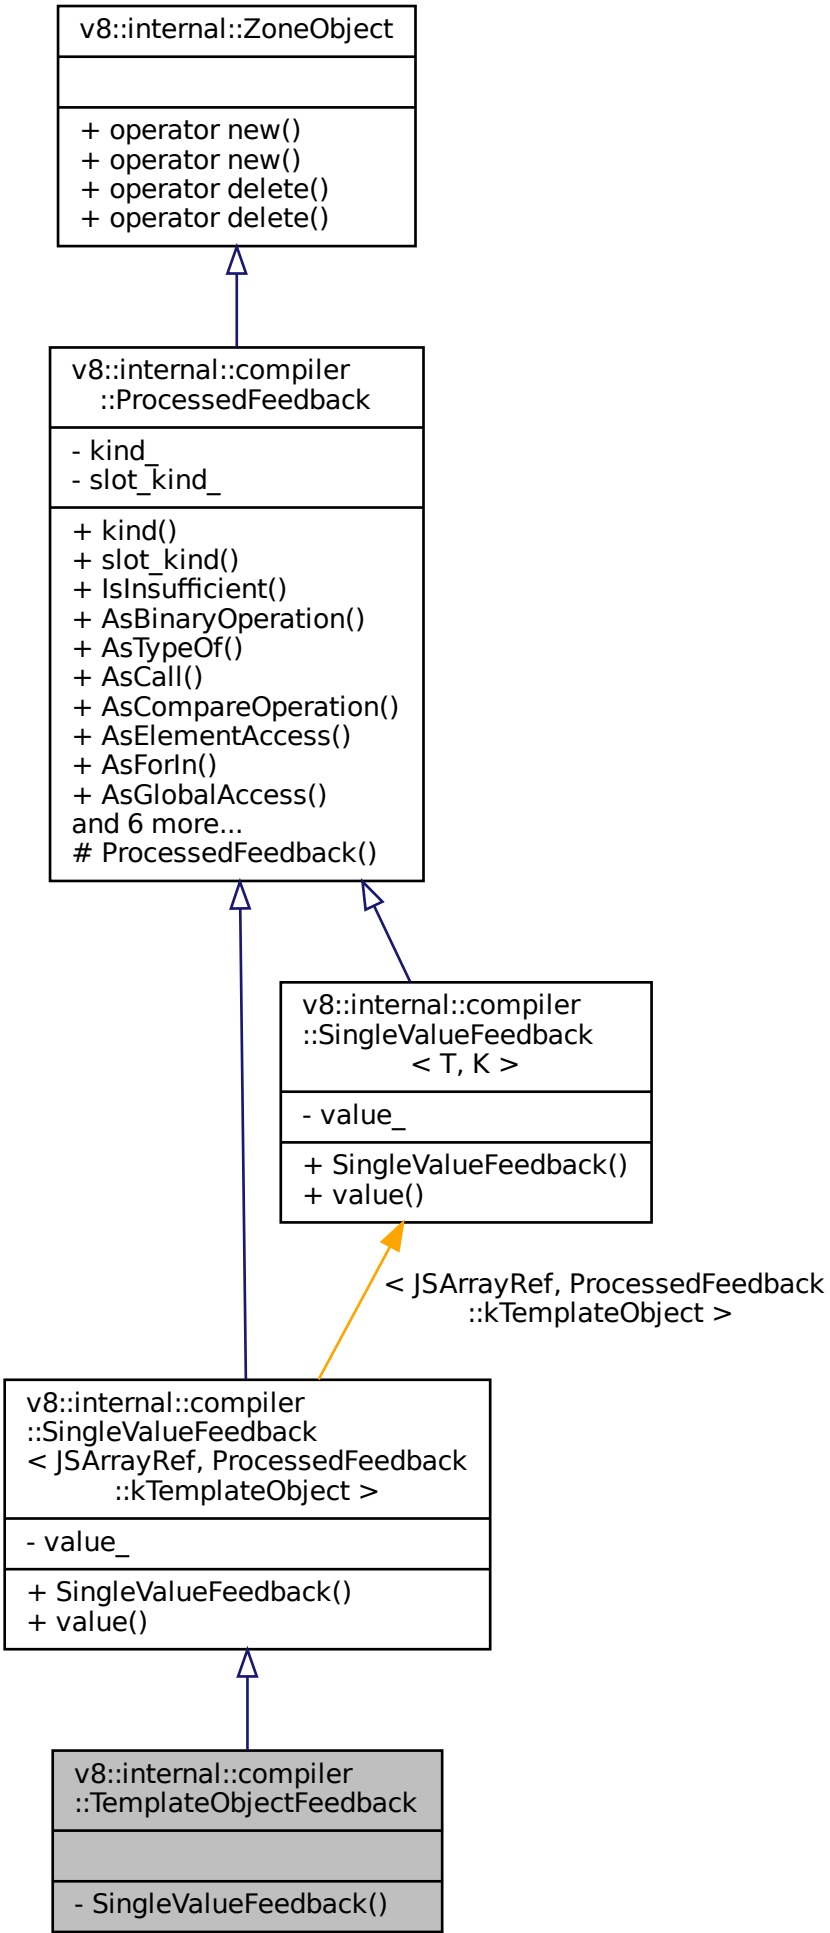 v8::internal::ZoneObject
+ operator new()
+ operator new()
+ operator delete()
+ operator delete()
v8::internal::compiler
::ProcessedFeedback
- kind_
- slot_kind_
+ kind()
+ slot_kind()
+ IsInsufficient()
+ AsBinaryOperation()
+ AsTypeOf()
+ AsCall()
+ AsCompareOperation()
+ AsElementAccess()
+ AsForIn()
+ AsGlobalAccess()
and 6 more...
# ProcessedFeedback()
v8::internal::compiler
::SingleValueFeedback
< T, K >
- value_
+ SingleValueFeedback()
+ value()
< JSArrayRef, ProcessedFeedback
::kTemplateObject >
v8::internal::compiler
::SingleValueFeedback
< JSArrayRef, ProcessedFeedback
::kTemplateObject >
- value_
+ SingleValueFeedback()
+ value()
v8::internal::compiler
::TemplateObjectFeedback
- SingleValueFeedback()